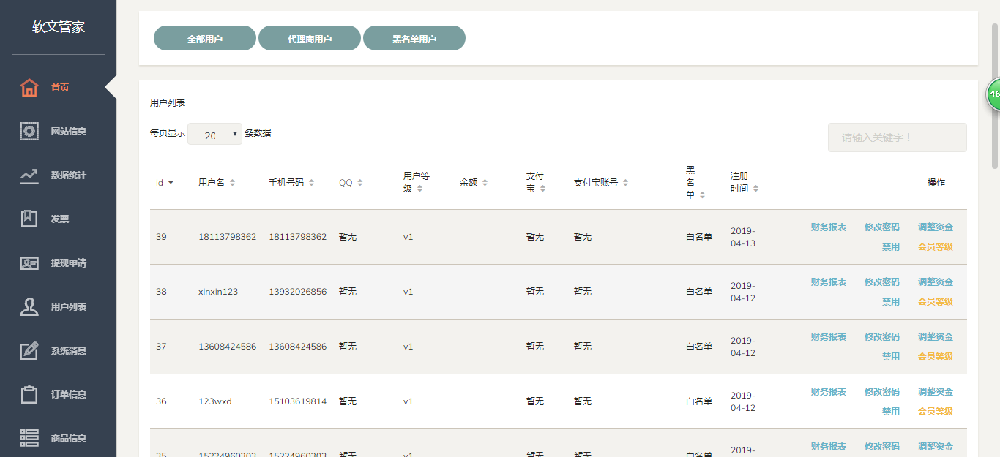 软文管家
首页
网站信息
数据统计
发票
提现申请
用户列表
系统消息
订单信息
商品信息
全部用户 代理商用户 黑名单用户
用户列表
每页显示 20 条数据
请输入关键字！
id 用户名 手机号码 QQ 用户等级 余额 支付宝 支付宝账号 黑名单 注册时间 操作
39 18113798362 18113798362 暂无 v1 暂无 暂无 白名单 2019-04-13 财务报表 修改密码 调整资金 禁用 会员等级
38 xinxin123 13932026856 暂无 v1 暂无 暂无 白名单 2019-04-12 财务报表 修改密码 调整资金 禁用 会员等级
37 13608424586 13608424586 暂无 v1 暂无 暂无 白名单 2019-04-12 财务报表 修改密码 调整资金 禁用 会员等级
36 123wxd 15103619814 暂无 v1 暂无 暂无 白名单 2019-04-12 财务报表 修改密码 调整资金 禁用 会员等级
35 15224960303 15224960303 暂无 v1 暂无 暂无 白名单 2019- 财务报表 修改密码 调整资金
46